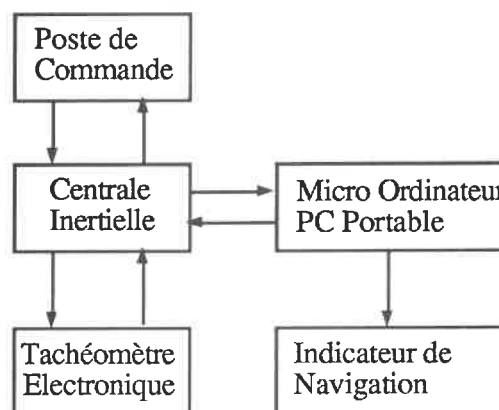 Poste de
Commande
Centrale
Inertielle
Micro Ordinateur
PC Portable
Tachéomètre
Electronique
Indicateur de
Navigation